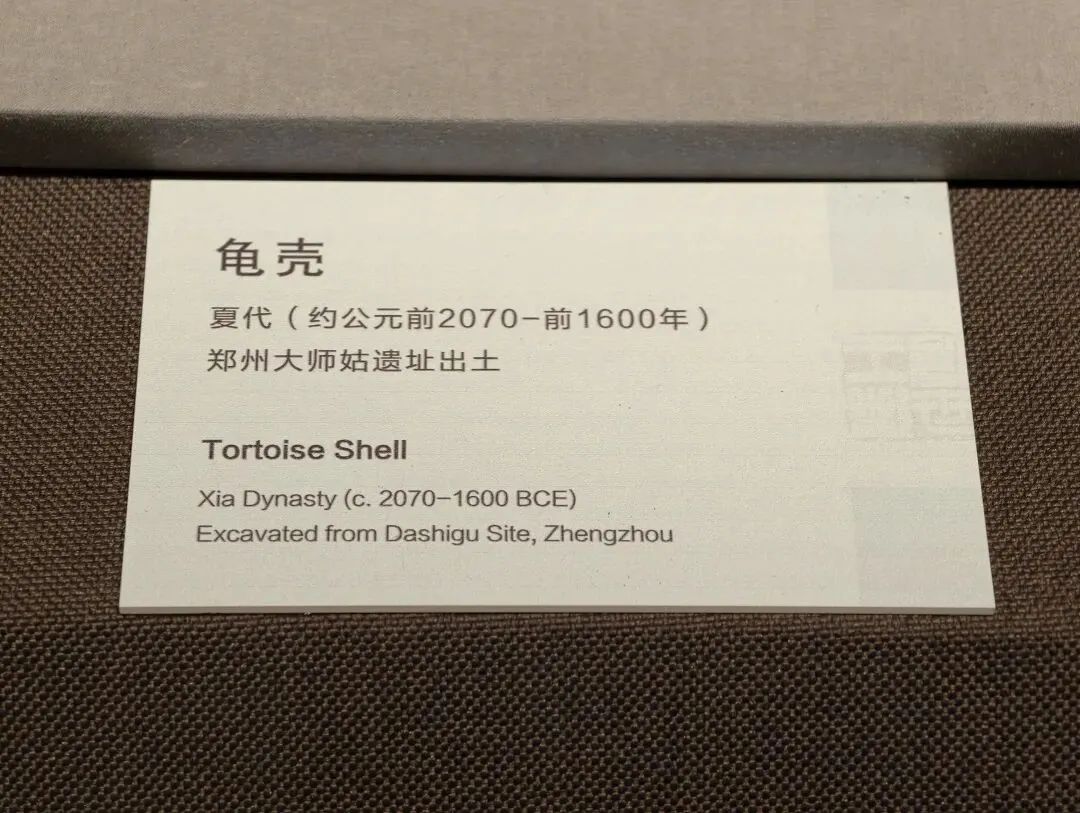 龟壳
夏代（约公元前2070-前1600年）
郑州大师姑遗址出土
Tortoise Shell
Xia Dynasty (c. 2070-1600 BCE)
Excavated from Dashigu Site, Zhengzhou